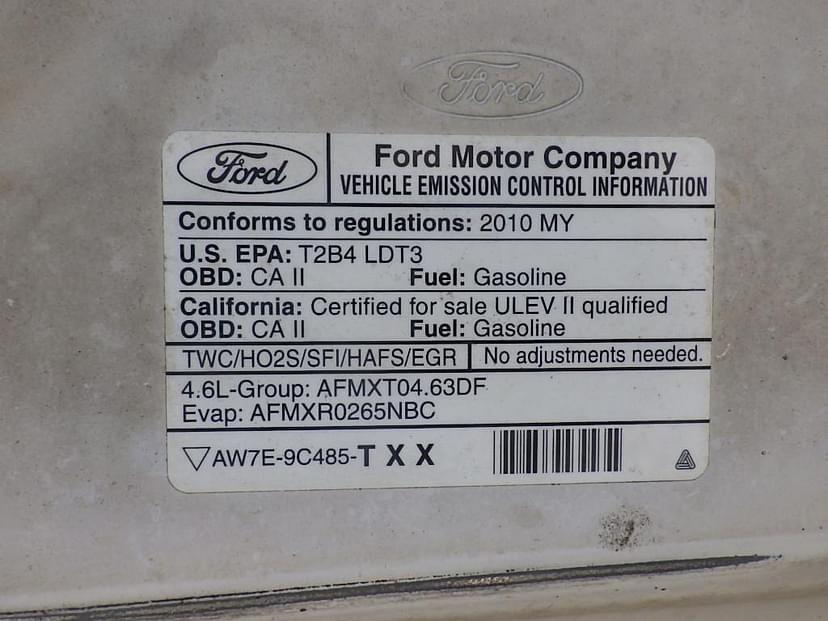 Ford
Ford
Ford Motor Company
VEHICLE EMISSION CONTROL INFORMATION
Conforms to regulations: 2010 MY
U.S. EPA: T2B4 LDT3
OBD: CA II Fuel: Gasoline
California: Certified for sale ULEV II qualified
OBD: CA II Fuel: Gasoline
TWC/HO2S/SFI/HAFS/EGR No adjustments needed.
4.6L-Group: AFMXT04.63DF
Evap: AFMXR0265NBC
AW7E-9C485-T X X